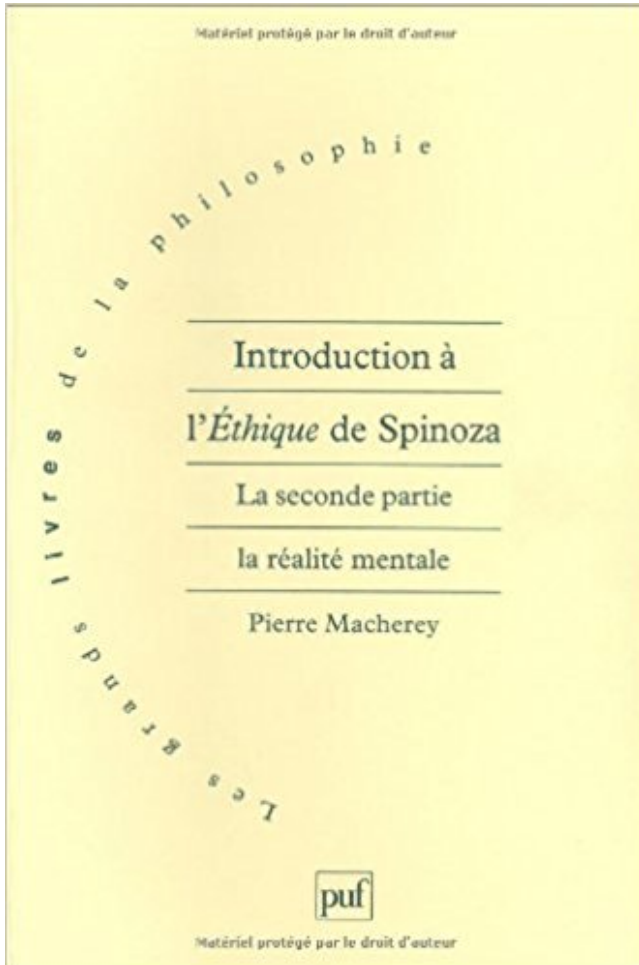 Matériel protégé par le droit d'auteur
Les grands livres de la philosophie
Introduction à
l'Éthique de Spinoza
La seconde partie
la réalité mentale
Pierre Macherey
puf
Matériel protégé par le droit d'auteur